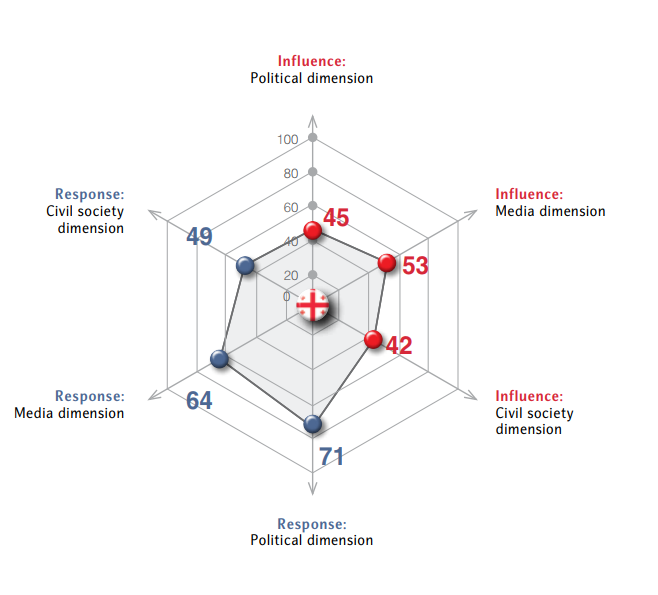 Influence:
Political dimension
100
80
60
45
40
20
0
Response:
Civil society
dimension
49
Influence:
Media dimension
53
42
Response:
Media dimension
64
Influence:
Civil society
dimension
71
Response:
Political dimension